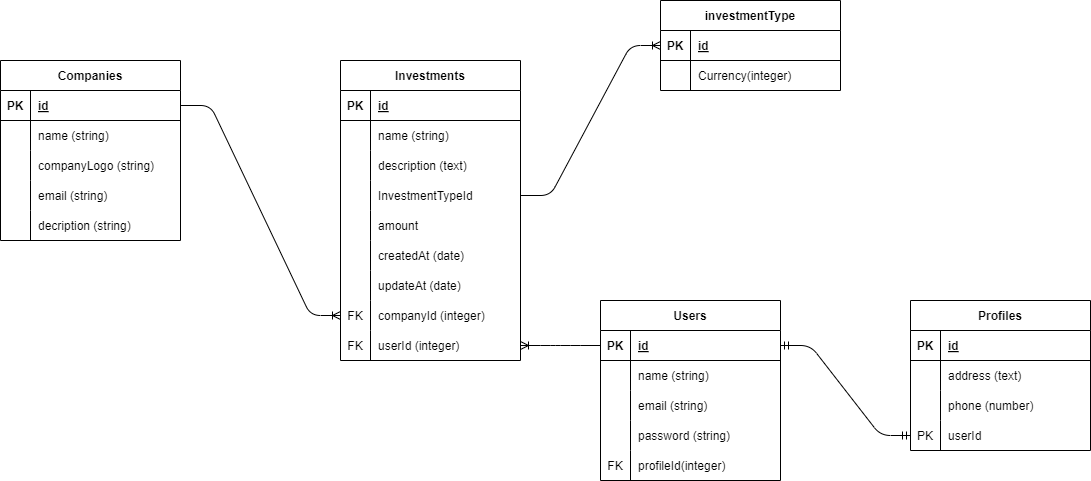 investmentType
PK id
Currency(integer)
Companies
PK id
name (string)
companyLogo (string)
email (string)
decription (string)
Investments
PK id
name (string)
description (text)
InvestmentTypeId
amount
createdAt (date)
updateAt (date)
FK companyId (integer)
FK userId (integer)
Users
PK id
name (string)
email (string)
password (string)
FK profileId(integer)
Profiles
PK id
address (text)
phone (number)
PK userId